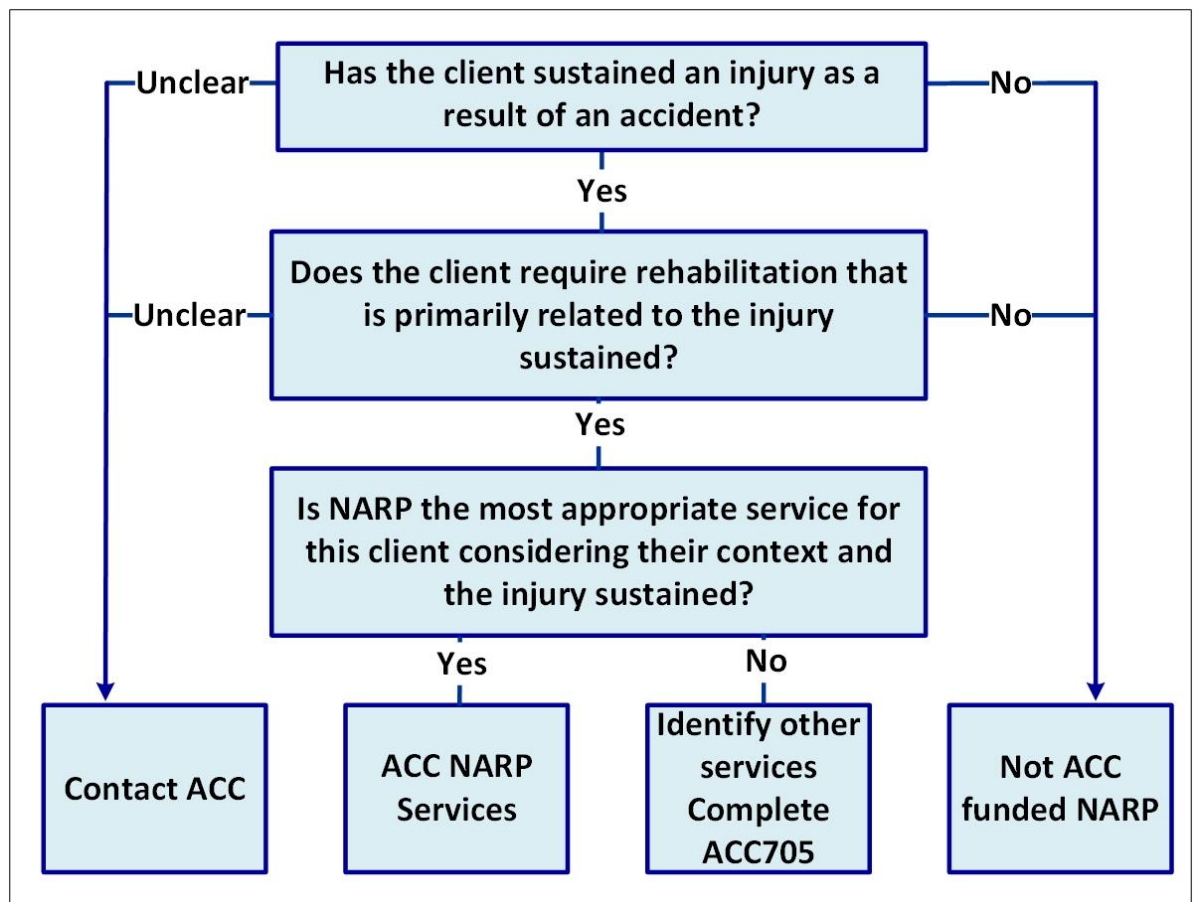 Has the client sustained an injury as a
result of an accident?
Unclear
No
Yes
Does the client require rehabilitation that
is primarily related to the injury
sustained?
Unclear
No
Yes
Is NARP the most appropriate service for
this client considering their context and
the injury sustained?
Yes
No
Contact ACC
ACC NARP
Services
Identify other
services
Complete
ACC705
Not ACC
funded NARP